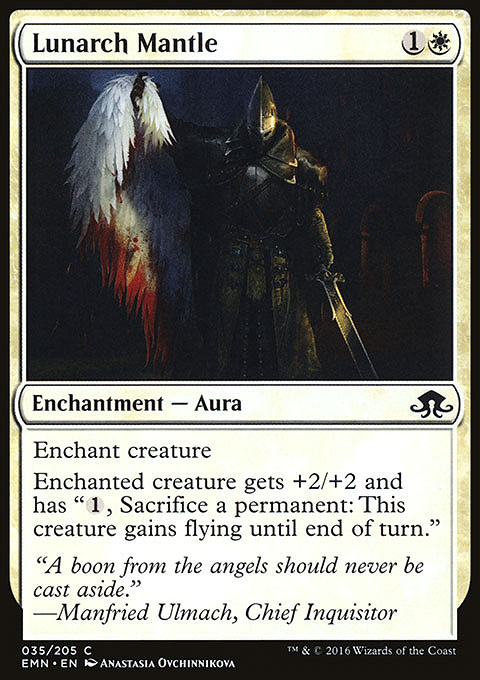 Lunarch Mantle 1
Enchantment — Aura
Enchant creature
Enchanted creature gets +2/+2 and
has “1, Sacrifice a permanent: This
creature gains flying until end of turn.”
“A boon from the angels should never be
cast aside.”
—Manfried Ulmach, Chief Inquisitor
035/205 C
EMN • EN Anastasia Ovchinnikova
™ & © 2016 Wizards of the Coast